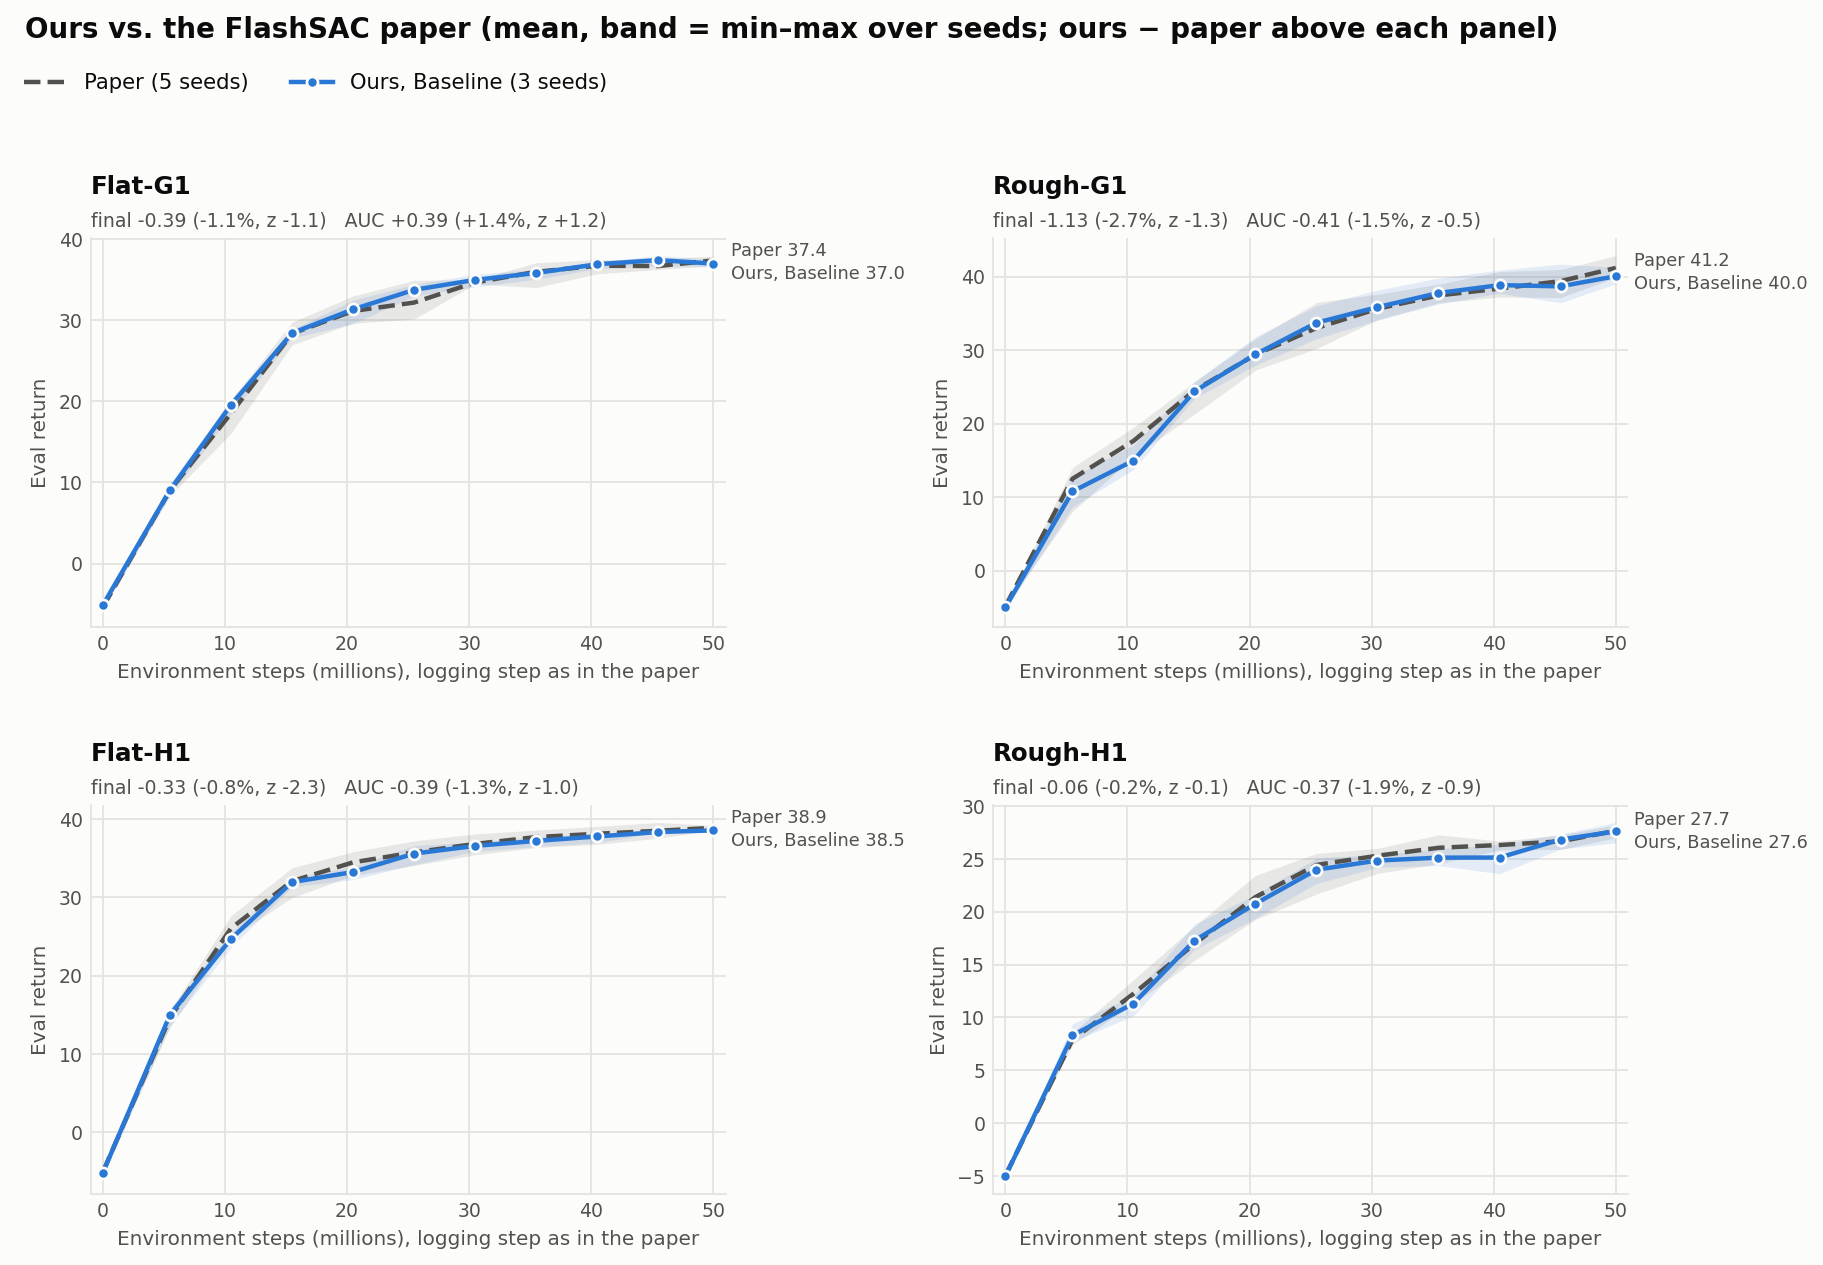 Ours vs. the FlashSAC paper (mean, band = min–max over seeds; ours − paper above each panel)
Paper (5 seeds) Ours, Baseline (3 seeds)
Flat-G1
final -0.39 (-1.1%, z -1.1) AUC +0.39 (+1.4%, z +1.2)
40
30
20
10
0
Eval return
Paper 37.4
Ours, Baseline 37.0
0 10 20 30 40 50
Environment steps (millions), logging step as in the paper
Rough-G1
final -1.13 (-2.7%, z -1.3) AUC -0.41 (-1.5%, z -0.5)
40
30
20
10
0
Eval return
Paper 41.2
Ours, Baseline 40.0
0 10 20 30 40 50
Environment steps (millions), logging step as in the paper
Flat-H1
final -0.33 (-0.8%, z -2.3) AUC -0.39 (-1.3%, z -1.0)
40
30
20
10
0
Eval return
Paper 38.9
Ours, Baseline 38.5
0 10 20 30 40 50
Environment steps (millions), logging step as in the paper
Rough-H1
final -0.06 (-0.2%, z -0.1) AUC -0.37 (-1.9%, z -0.9)
30
25
20
15
10
5
0
−5
Eval return
Paper 27.7
Ours, Baseline 27.6
0 10 20 30 40 50
Environment steps (millions), logging step as in the paper